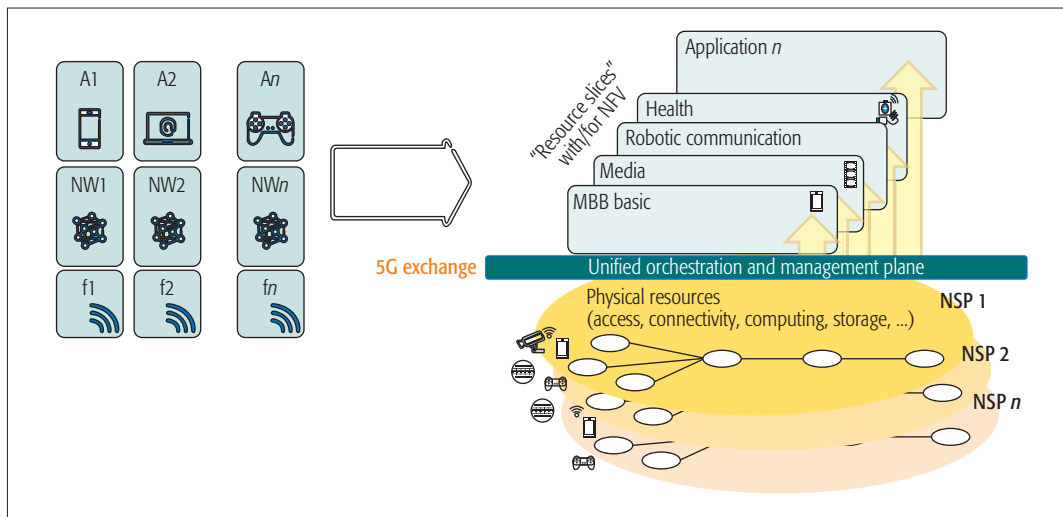 A1
A2
An
NW1
NW2
NWn
f1
f2
fn
"Resource slices"
with/for NFV
Application n
Health
Robotic communication
Media
MBB basic
5G exchange
Unified orchestration and management plane
Physical resources
(access, connectivity, computing, storage, ...)
NSP 1
NSP 2
NSP n